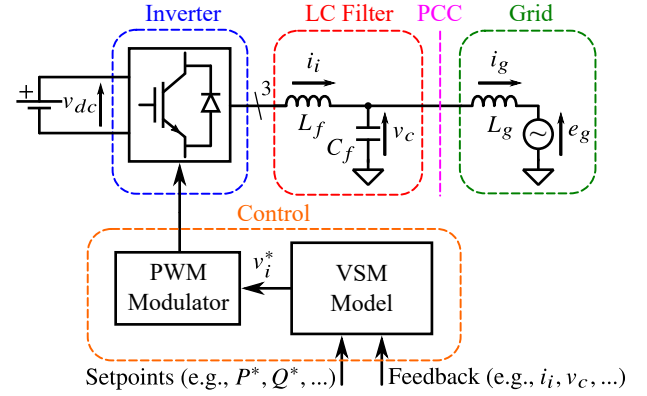 Inverter
LC Filter
PCC
Grid
+
v_dc
3
i_i
L_f
C_f
v_c
i_g
L_g
~
e_g
Control
PWM
Modulator
v_i^*
VSM
Model
Setpoints (e.g., P*, Q*, ...)
Feedback (e.g., i_i, v_c, ...)